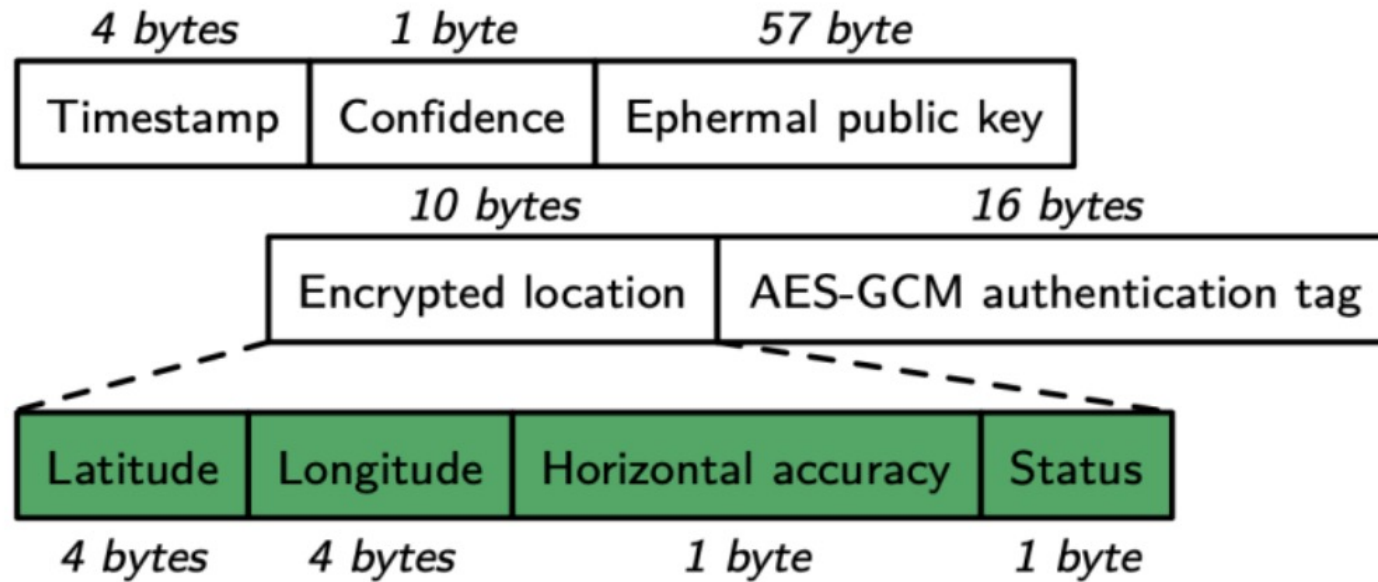 4 bytes 1 byte 57 byte
Timestamp Confidence Ephermal public key
10 bytes 16 bytes
Encrypted location AES-GCM authentication tag
Latitude Longitude Horizontal accuracy Status
4 bytes 4 bytes 1 byte 1 byte